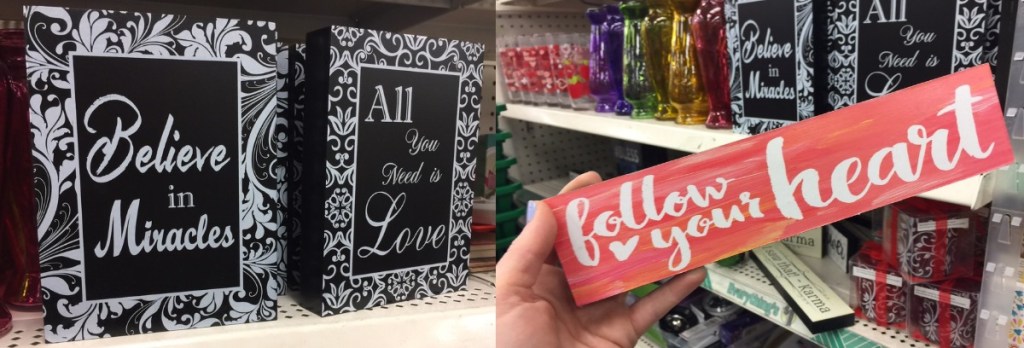 Believe
in
Miracles
All
You
Need is
Love
Believe
in
Miracles
All
You
Need is
Love
follow
your heart
Karma